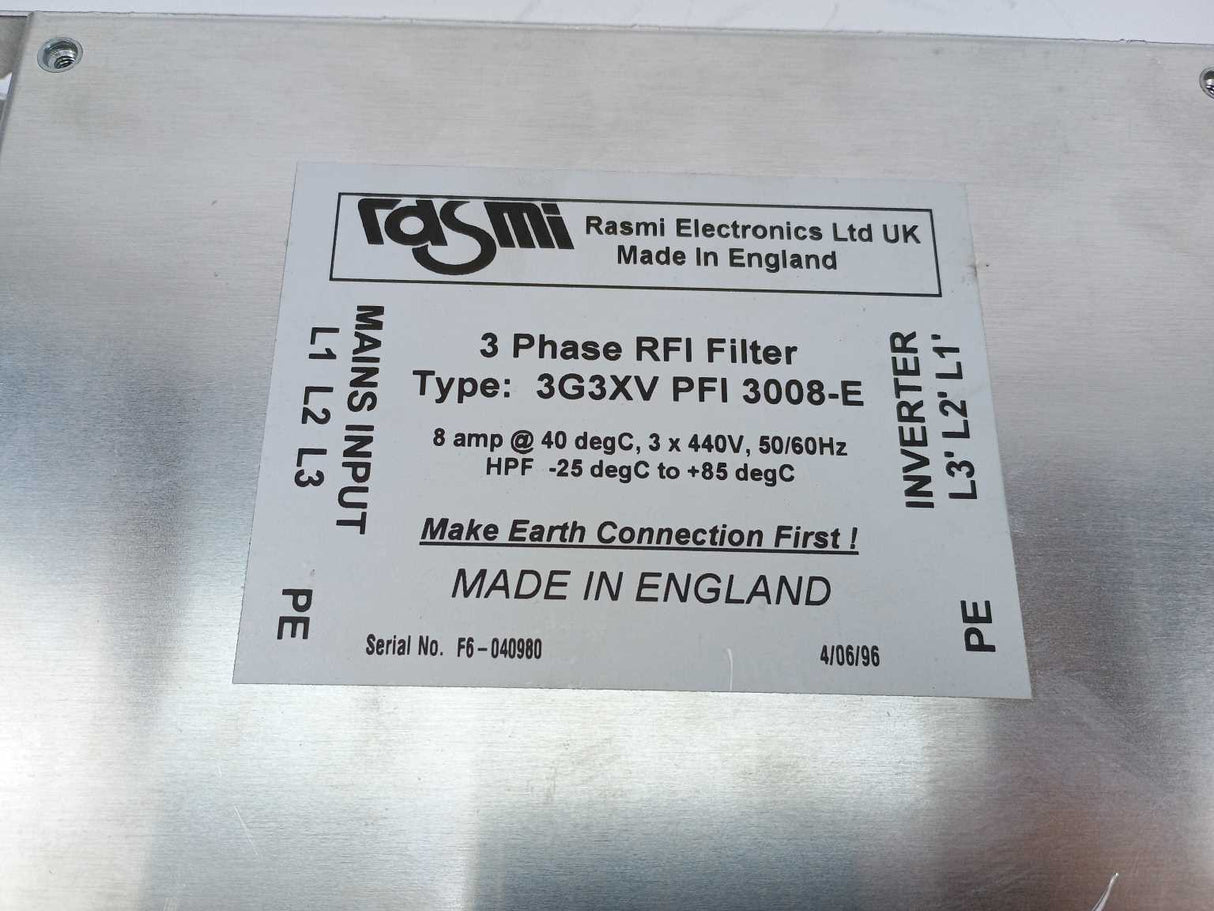 rasmi
Rasmi Electronics Ltd UK
Made In England
MAINS INPUT
L1 L2 L3
PE
3 Phase RFI Filter
Type: 3G3XV PFI 3008-E
8 amp @ 40 degC, 3 x 440V, 50/60Hz
HPF -25 degC to +85 degC
Make Earth Connection First !
MADE IN ENGLAND
Serial No. F6-040980
4/06/96
INVERTER
L3' L2' L1'
PE